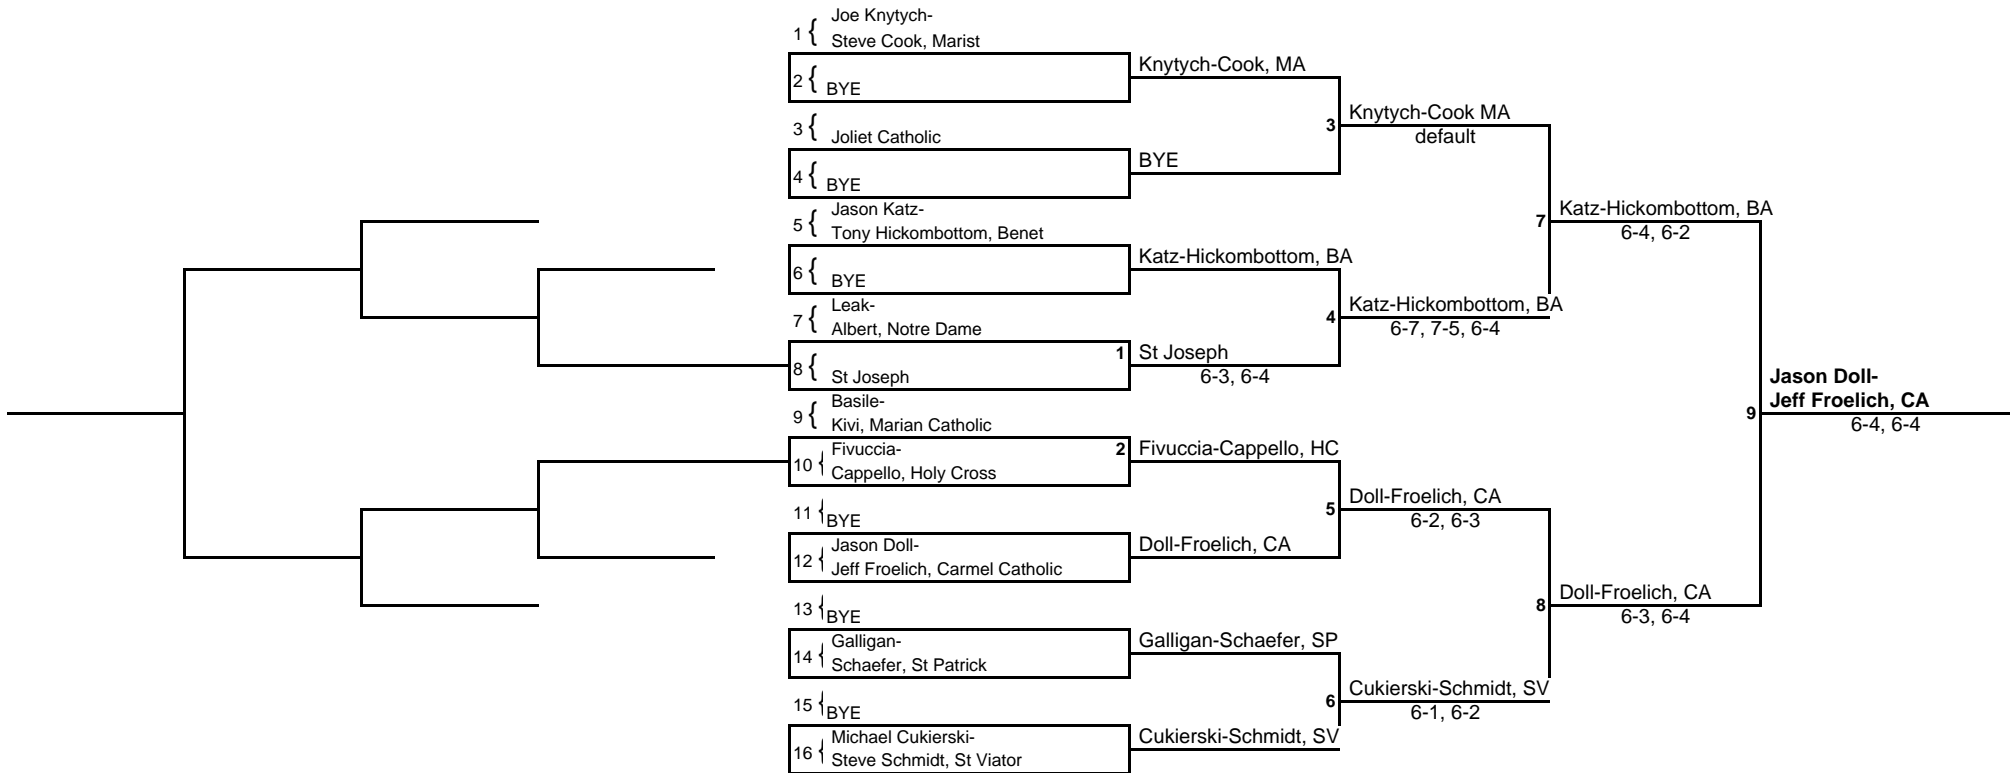 Joe Knytych-
1 { Steve Cook, Marist
2 { BYE
3 { Joliet Catholic
4 { BYE
Jason Katz-
5 { Tony Hickombottom, Benet
6 { BYE
Leak-
7 { Albert, Notre Dame
8 { St Joseph
Basile-
9 { Kivi, Marian Catholic
Fivuccia-
10 { Cappello, Holy Cross
11 { BYE
Jason Doll-
12 { Jeff Froelich, Carmel Catholic
13 { BYE
Galligan-
14 { Schaefer, St Patrick
15 { BYE
Michael Cukierski-
16 { Steve Schmidt, St Viator
Knytych-Cook, MA
BYE
Katz-Hickombottom, BA
1 St Joseph
6-3, 6-4
2 Fivuccia-Cappello, HC
Doll-Froelich, CA
Galligan-Schaefer, SP
Cukierski-Schmidt, SV
3 Knytych-Cook MA
default
4 Katz-Hickombottom, BA
6-7, 7-5, 6-4
5 Doll-Froelich, CA
6-2, 6-3
6 Cukierski-Schmidt, SV
6-1, 6-2
7 Katz-Hickombottom, BA
6-4, 6-2
8 Doll-Froelich, CA
6-3, 6-4
Jason Doll-
9 Jeff Froelich, CA
6-4, 6-4